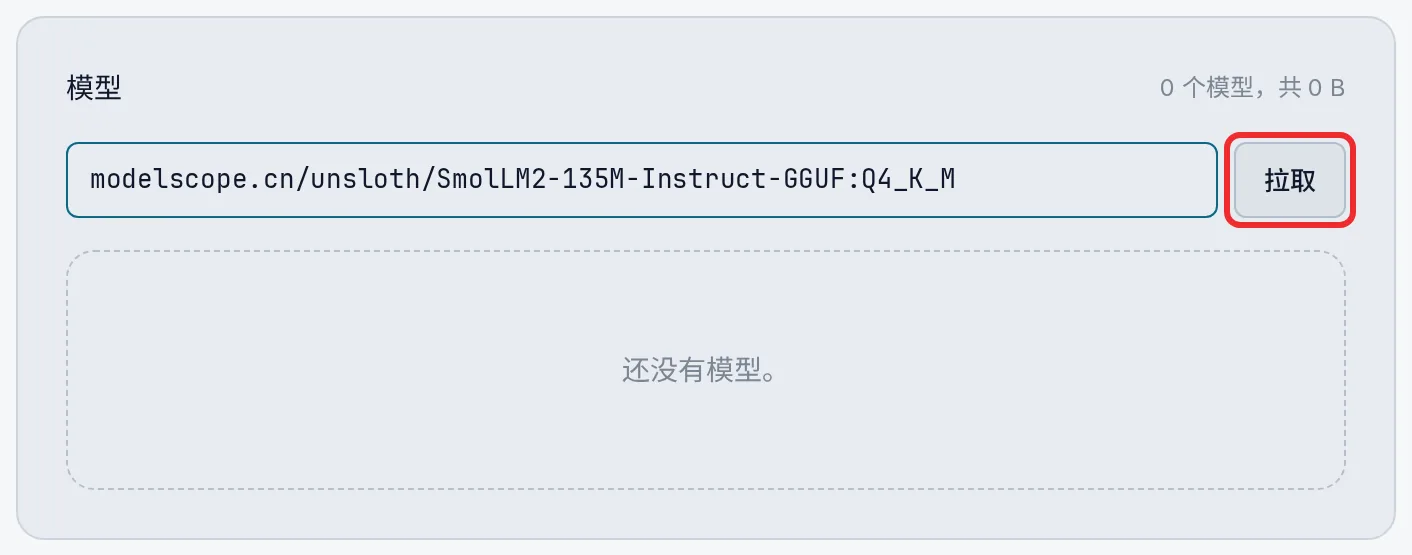 模型
0 个模型，共 0 B
modelscope.cn/unsloth/SmolLM2-135M-Instruct-GGUF:Q4_K_M
拉取
还没有模型。